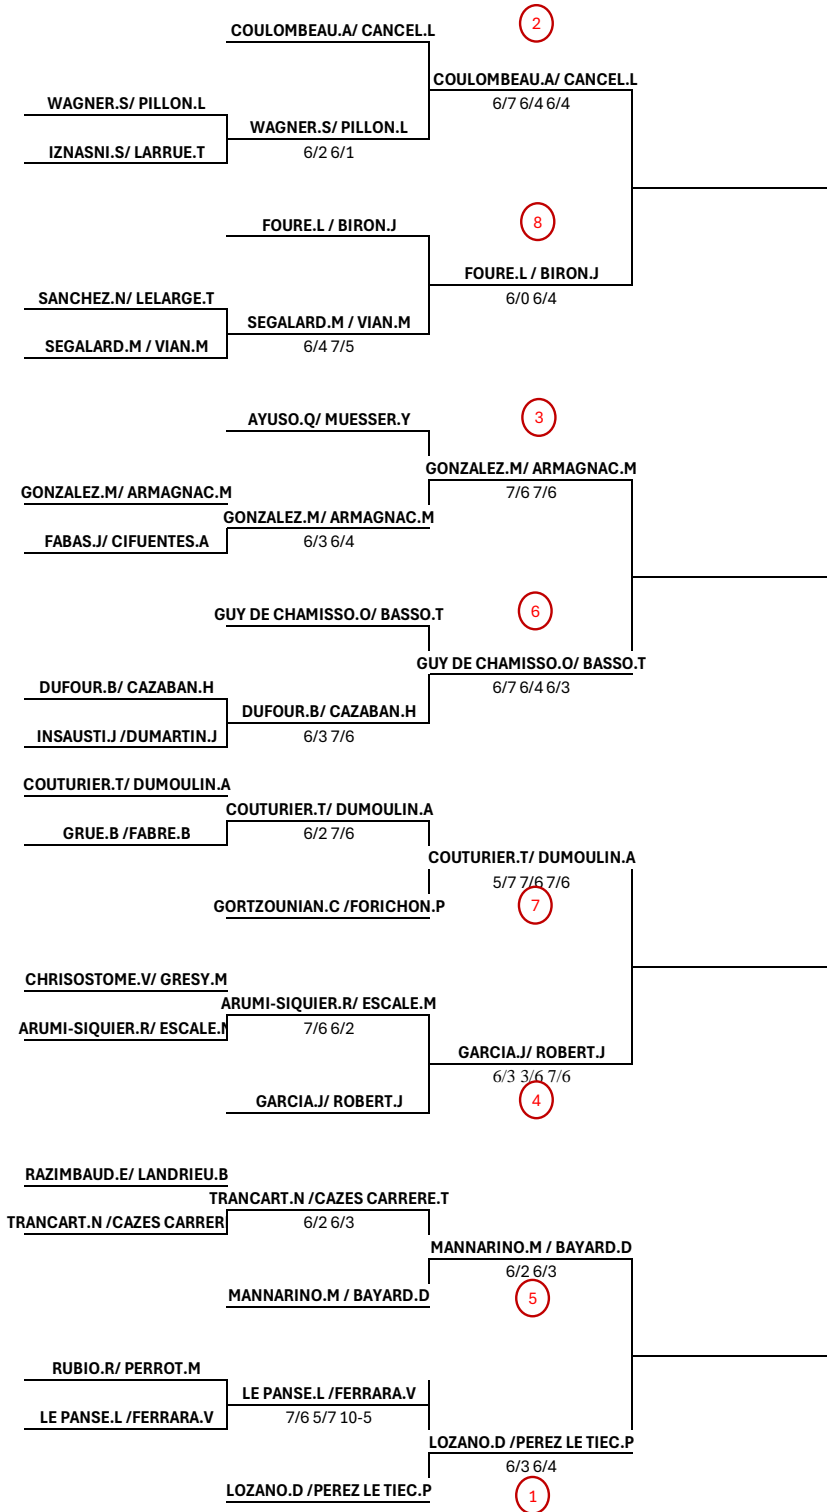 COULOMBEAU.A/ CANCEL.L
2
COULOMBEAU.A/ CANCEL.L
WAGNER.S/ PILLON.L
6/7 6/4 6/4
WAGNER.S/ PILLON.L
IZNASNI.S/ LARRUE.T
6/2 6/1
FOURE.L / BIRON.J
8
FOURE.L / BIRON.J
SANCHEZ.N/ LELARGE.T
6/0 6/4
SEGALARD.M / VIAN.M
SEGALARD.M / VIAN.M
6/4 7/5
AYUSO.Q/ MUESSER.Y
3
GONZALEZ.M/ ARMAGNAC.M
GONZALEZ.M/ ARMAGNAC.M
7/6 7/6
GONZALEZ.M/ ARMAGNAC.M
FABAS.J/ CIFUENTES.A
6/3 6/4
GUY DE CHAMISSO.O/ BASSO.T
6
GUY DE CHAMISSO.O/ BASSO.T
DUFOUR.B/ CAZABAN.H
6/7 6/4 6/3
DUFOUR.B/ CAZABAN.H
INSAUSTI.J /DUMARTIN.J
6/3 7/6
COUTURIER.T/ DUMOULIN.A
COUTURIER.T/ DUMOULIN.A
GRUE.B /FABRE.B
6/2 7/6
COUTURIER.T/ DUMOULIN.A
5/7 7/6 7/6
GORTZOUNIAN.C /FORICHON.P
7
CHRISOSTOME.V/ GRESY.M
ARUMI-SIQUIER.R/ ESCALE.M
ARUMI-SIQUIER.R/ ESCALE.M
7/6 6/2
GARCIA.J/ ROBERT.J
6/3 3/6 7/6
GARCIA.J/ ROBERT.J
4
RAZIMBAUD.E/ LANDRIEU.B
TRANCART.N /CAZES CARRERE.T
TRANCART.N /CAZES CARRER
6/2 6/3
MANNARINO.M / BAYARD.D
6/2 6/3
MANNARINO.M / BAYARD.D
5
RUBIO.R/ PERROT.M
LE PANSE.L /FERRARA.V
LE PANSE.L /FERRARA.V
7/6 5/7 10-5
LOZANO.D /PEREZ LE TIEC.P
6/3 6/4
LOZANO.D /PEREZ LE TIEC.P
1